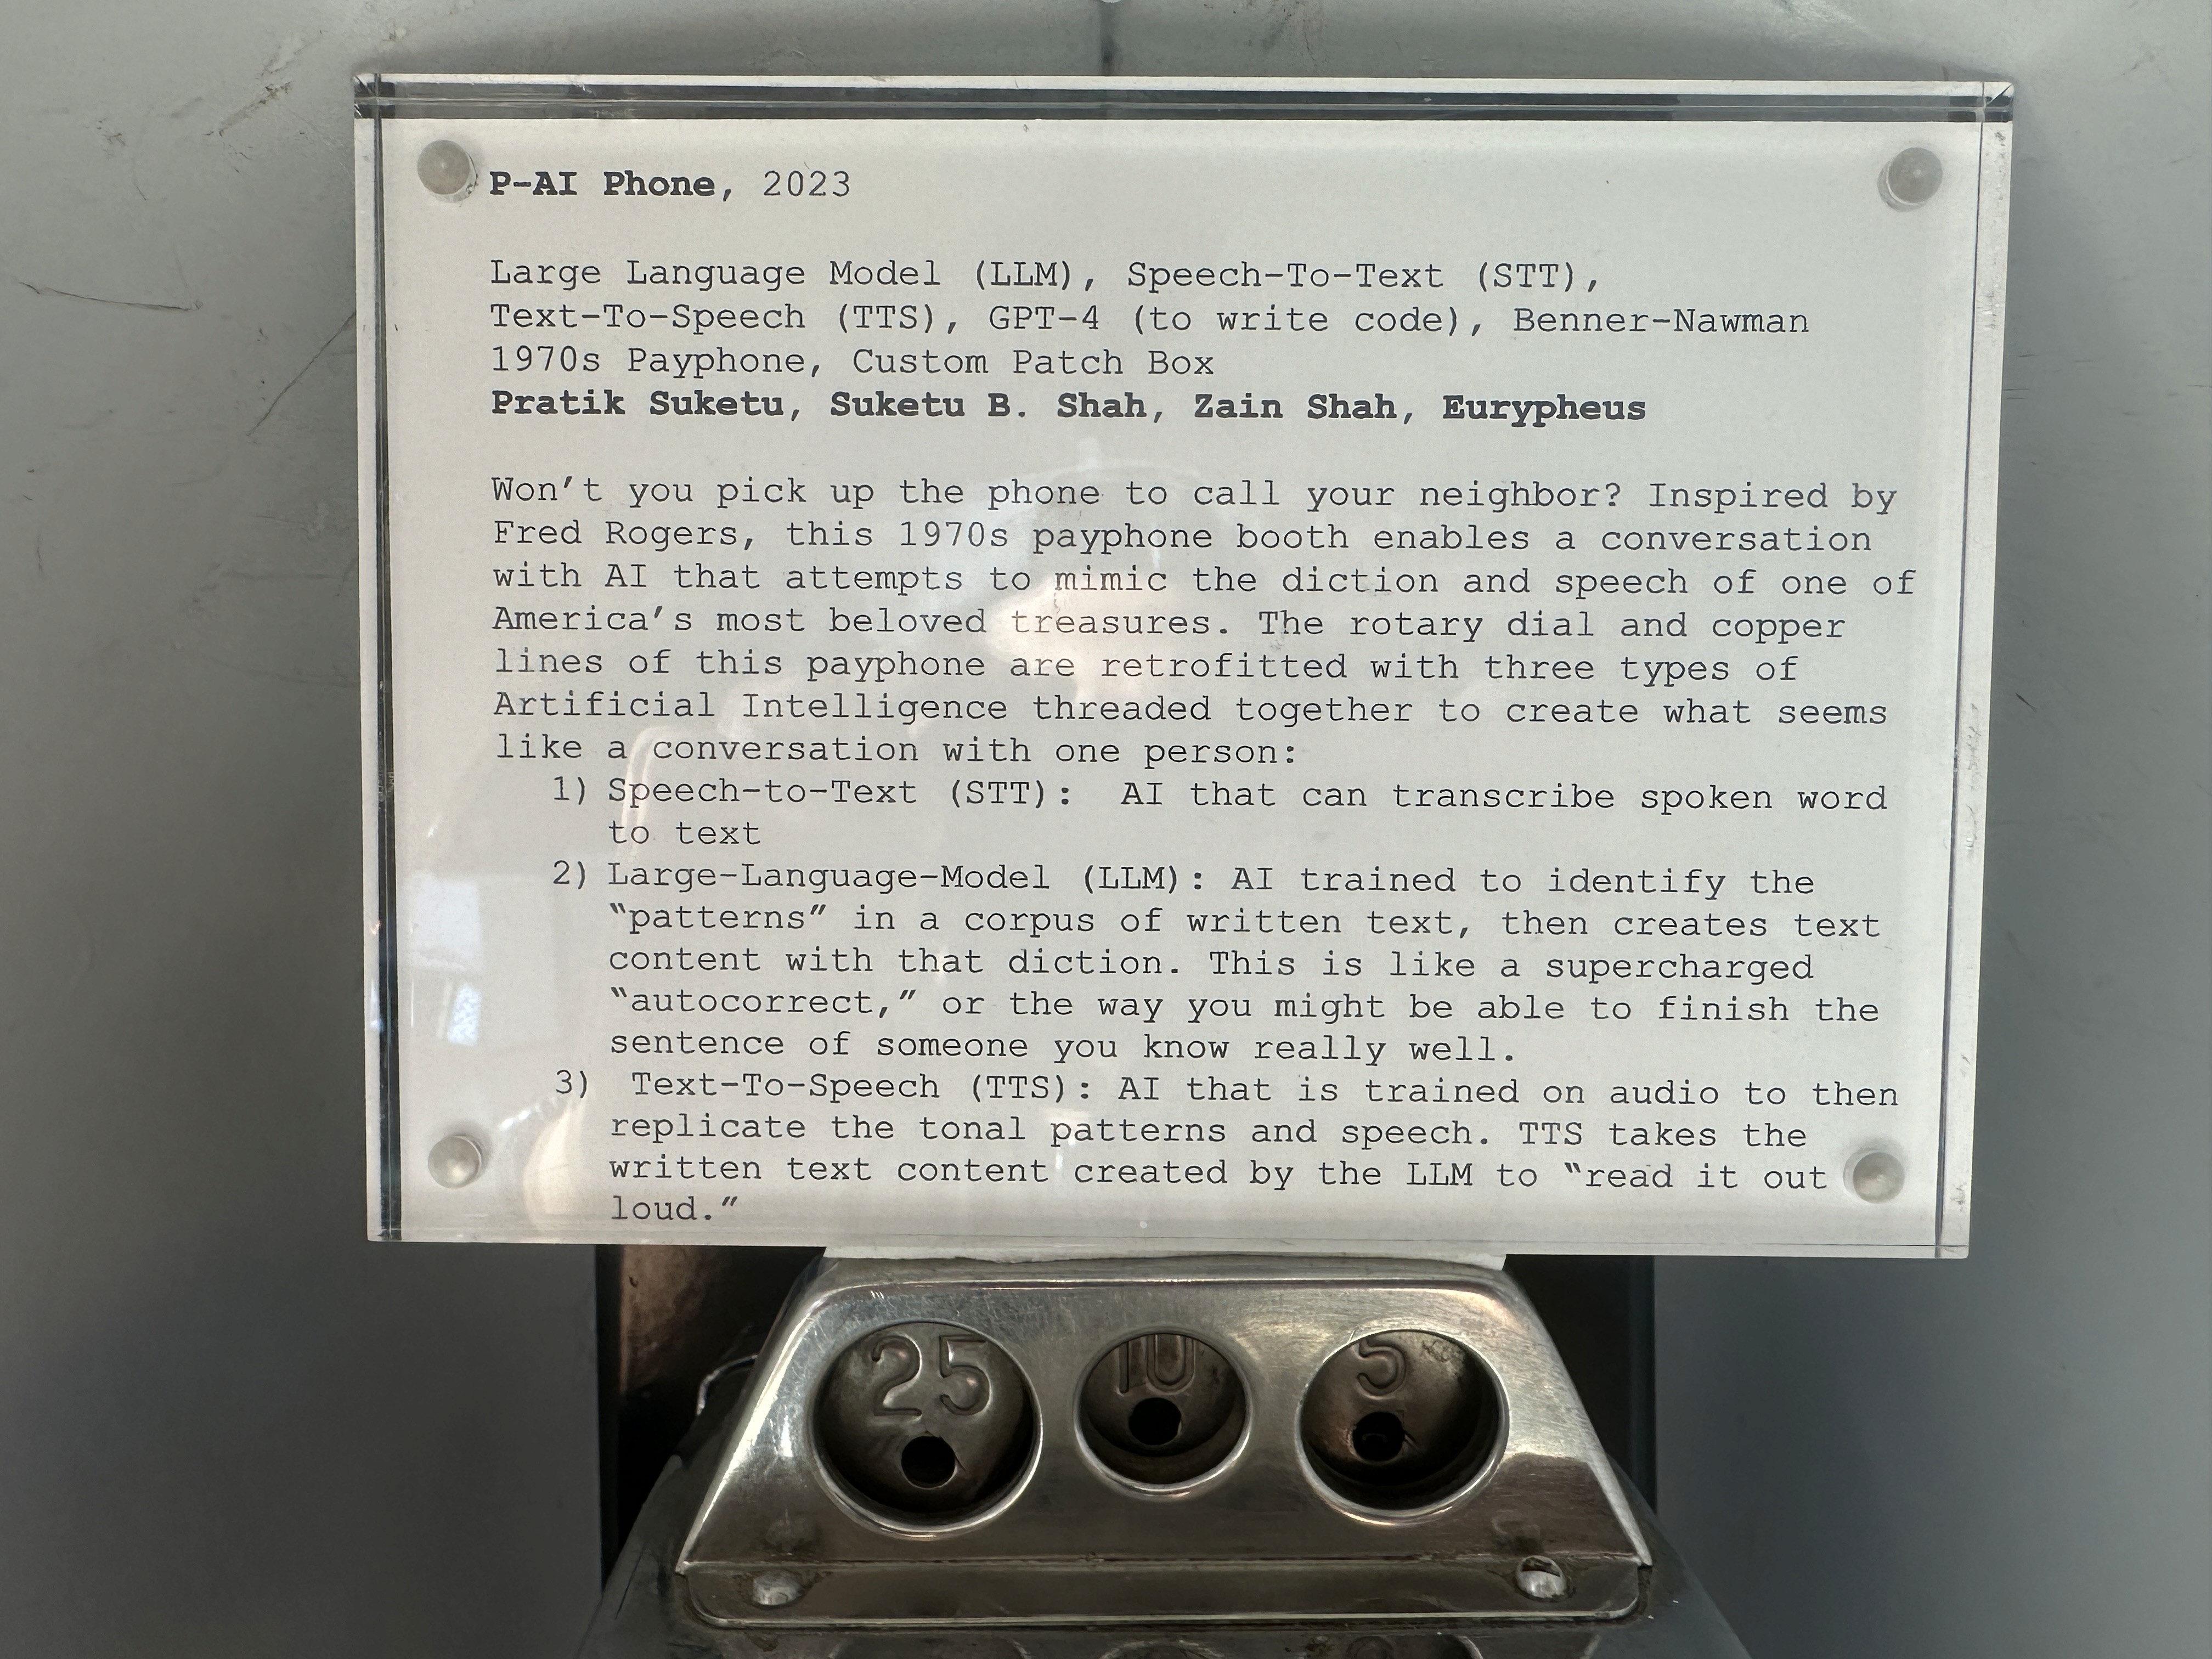 P-AI Phone, 2023
Large Language Model (LLM), Speech-To-Text (STT),
Text-To-Speech (TTS), GPT-4 (to write code), Benner-Nawman
1970s Payphone, Custom Patch Box
Pratik Suketu, Suketu B. Shah, Zain Shah, Eurypheus
Won't you pick up the phone to call your neighbor? Inspired by
Fred Rogers, this 1970s payphone booth enables a conversation
with AI that attempts to mimic the diction and speech of one of
America's most beloved treasures. The rotary dial and copper
lines of this payphone are retrofitted with three types of
Artificial Intelligence threaded together to create what seems
like a conversation with one person:
1) Speech-to-Text (STT): AI that can transcribe spoken word
to text
2) Large-Language-Model (LLM): AI trained to identify the
"patterns" in a corpus of written text, then creates text
content with that diction. This is like a supercharged
"autocorrect," or the way you might be able to finish the
sentence of someone you know really well.
3) Text-To-Speech (TTS): AI that is trained on audio to then
replicate the tonal patterns and speech. TTS takes the
written text content created by the LLM to "read it out
loud."
25 10 5